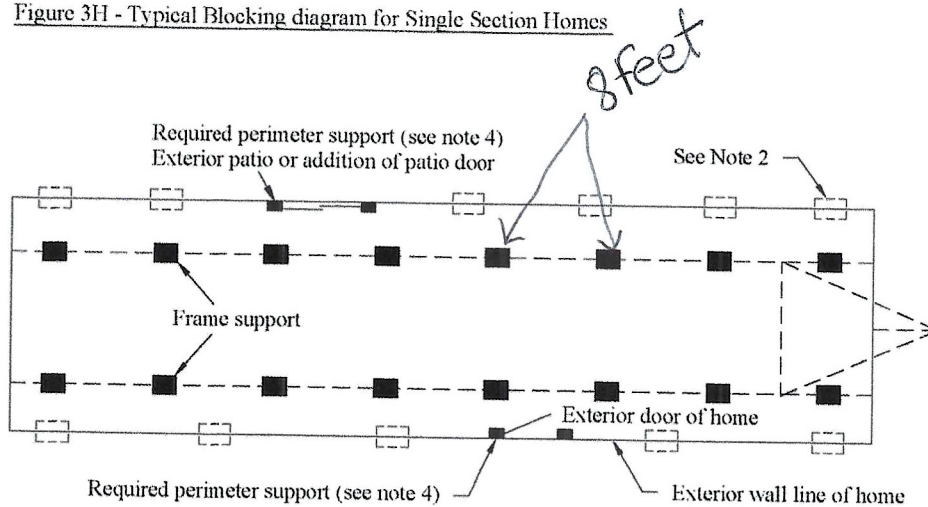 Figure 3H - Typical Blocking diagram for Single Section Homes
8feet
Required perimeter support (see note 4)
Exterior patio or addition of patio door
See Note 2
Frame support
Exterior door of home
Required perimeter support (see note 4)
Exterior wall line of home